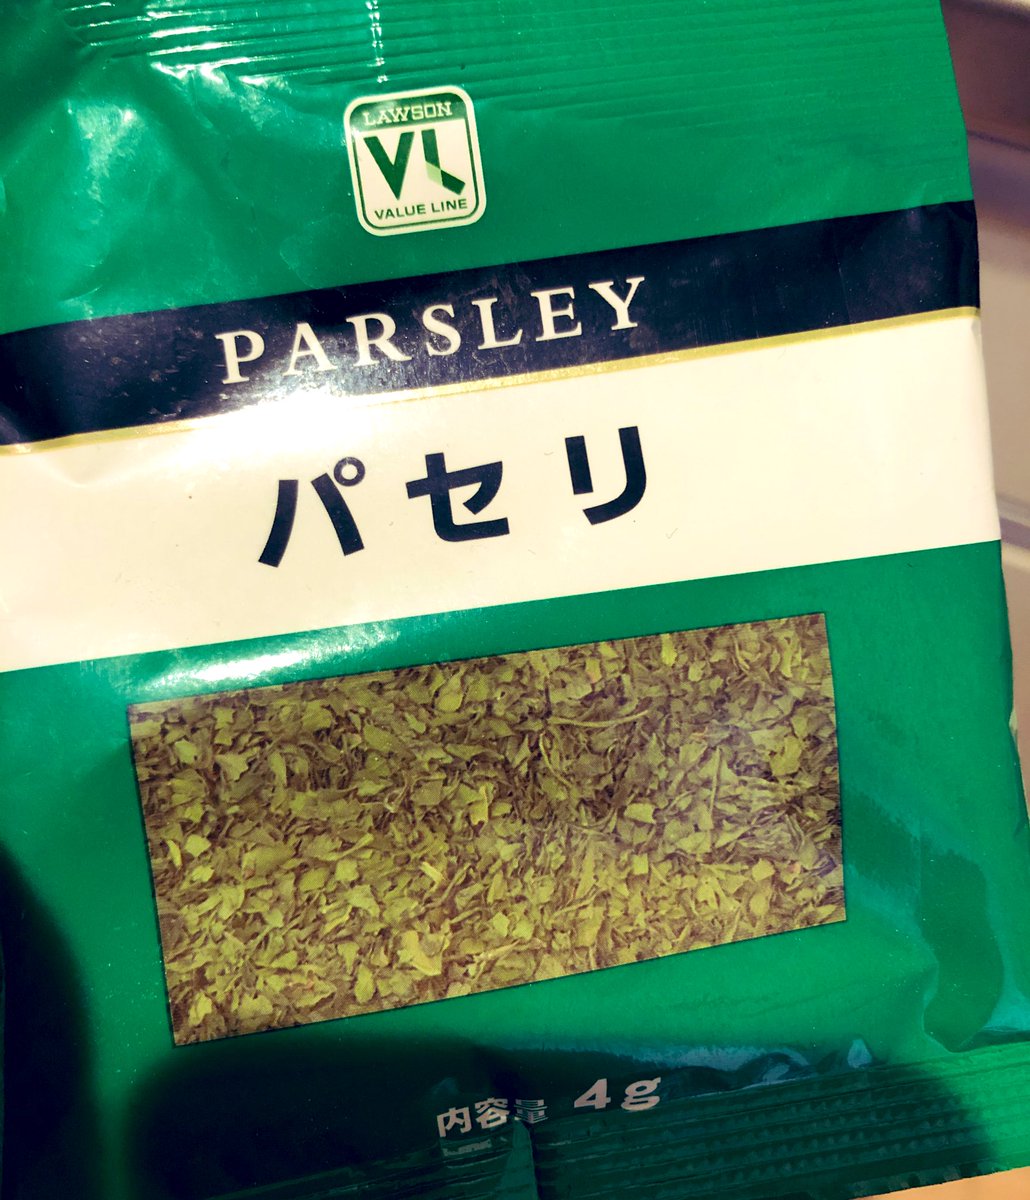 LAWSON
VL
VALUE LINE
PARSLEY
パセリ
内容量 4g